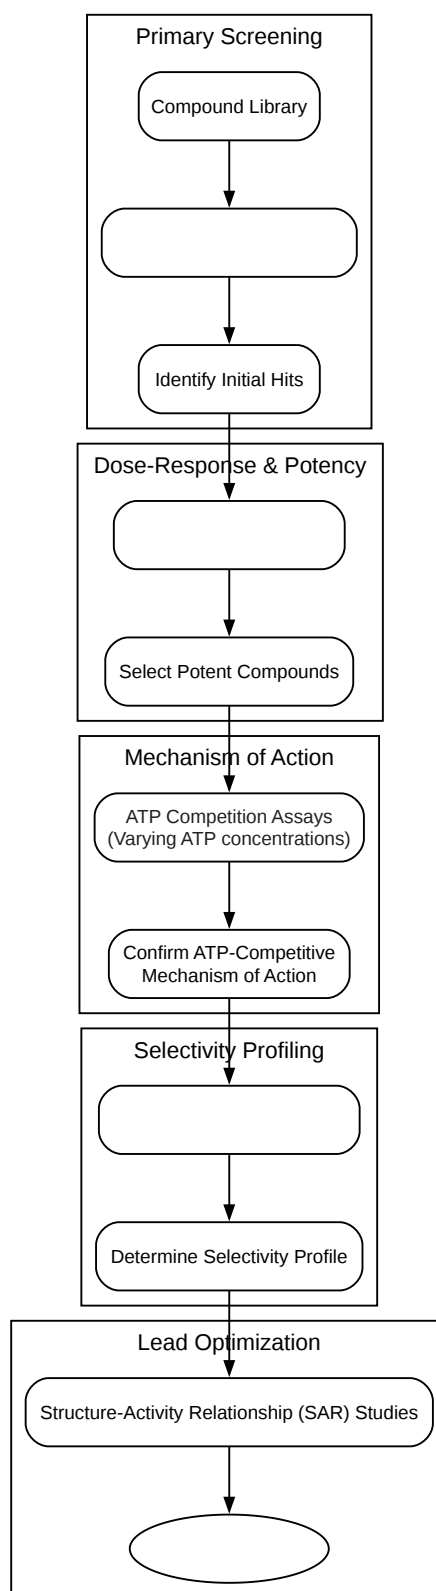 Primary Screening
Compound Library
Identify Initial Hits
Dose-Response & Potency
Select Potent Compounds
Mechanism of Action
ATP Competition Assays
(Varying ATP concentrations)
Confirm ATP-Competitive
Mechanism of Action
Selectivity Profiling
Determine Selectivity Profile
Lead Optimization
Structure-Activity Relationship (SAR) Studies